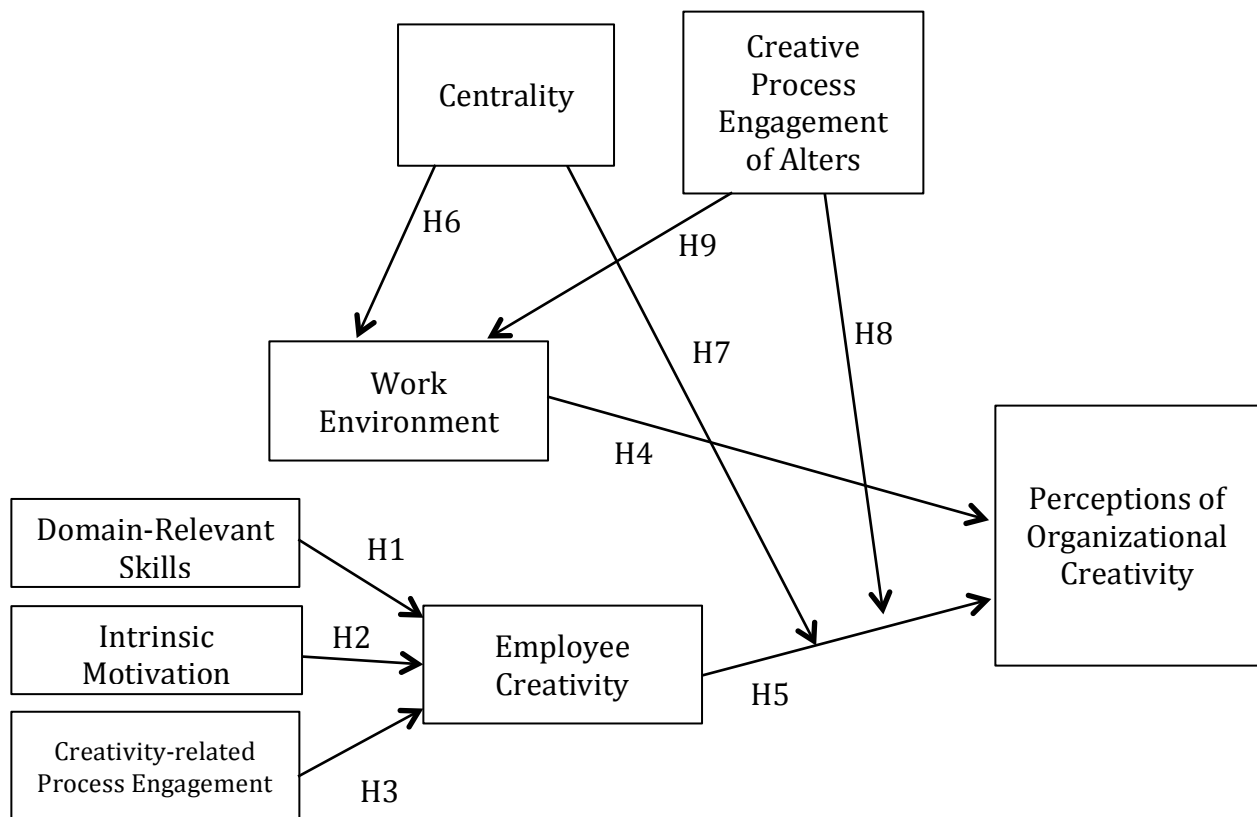 Centrality
Creative
Process
Engagement
of Alters
H6
H9
H7
H8
Work
Environment
H4
Perceptions of
Organizational
Creativity
Domain-Relevant
Skills
H1
Intrinsic
Motivation
H2
Employee
Creativity
H5
Creativity-related
Process Engagement
H3